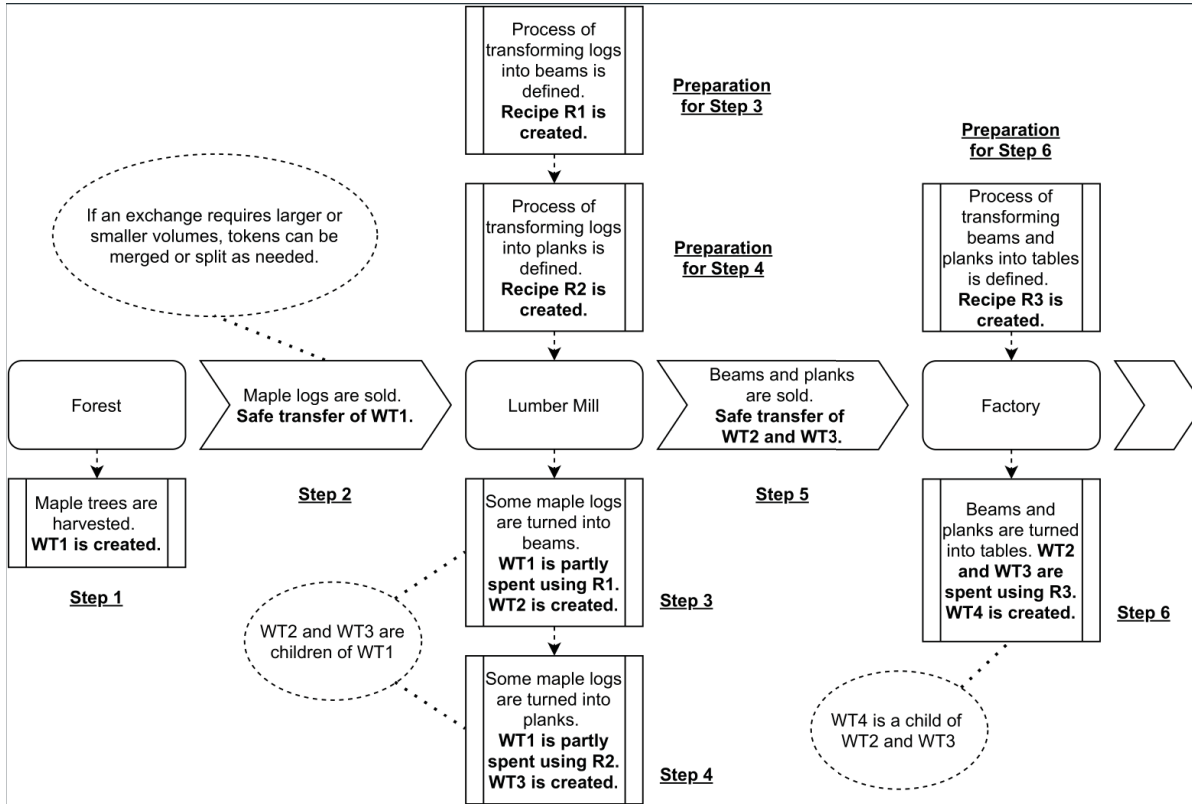 Process of
transforming logs
into beams is
defined.
Recipe R1 is
created.
Preparation
for Step 3
Preparation
for Step 6
If an exchange requires larger or
smaller volumes, tokens can be
merged or split as needed.
Process of
transforming logs
into planks is
defined.
Recipe R2 is
created.
Preparation
for Step 4
Process of
transforming
beams and
planks into tables
is defined.
Recipe R3 is
created.
Forest
Maple logs are sold.
Safe transfer of WT1.
Lumber Mill
Beams and planks
are sold.
Safe transfer of
WT2 and WT3.
Factory
Maple trees are
harvested.
WT1 is created.
Step 1
Step 2
Some maple logs
are turned into
beams.
WT1 is partly
spent using R1.
WT2 is created.
Step 3
Step 5
Beams and
planks are turned
into tables. WT2
and WT3 are
spent using R3.
WT4 is created.
Step 6
WT2 and WT3 are
children of WT1
Some maple logs
are turned into
planks.
WT1 is partly
spent using R2.
WT3 is created.
Step 4
WT4 is a child of
WT2 and WT3